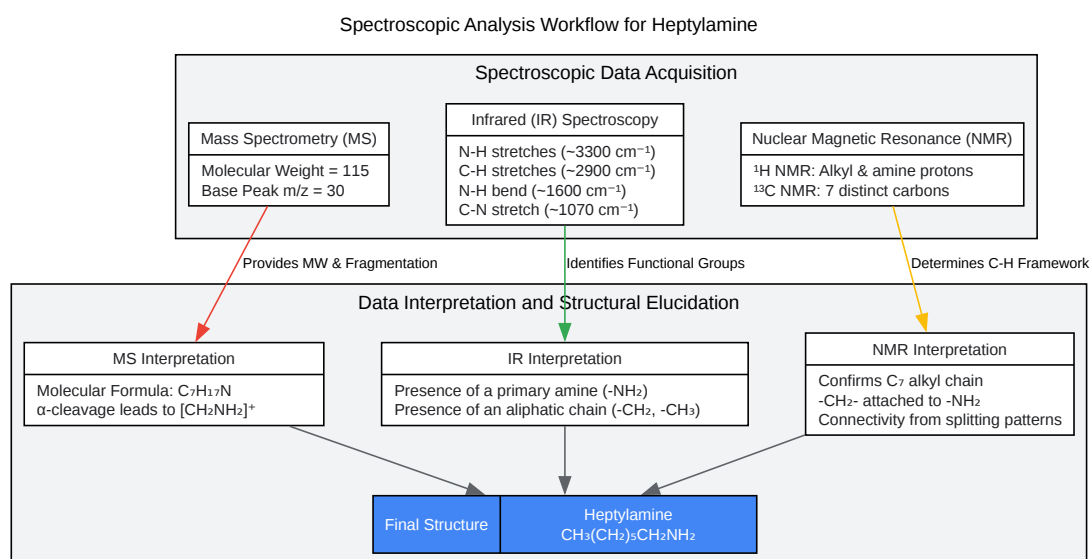 Spectroscopic Analysis Workflow for Heptylamine
Spectroscopic Data Acquisition
Mass Spectrometry (MS)
Molecular Weight = 115
Base Peak m/z = 30
Infrared (IR) Spectroscopy
N-H stretches (~3300 cm⁻¹)
C-H stretches (~2900 cm⁻¹)
N-H bend (~1600 cm⁻¹)
C-N stretch (~1070 cm⁻¹)
Nuclear Magnetic Resonance (NMR)
¹H NMR: Alkyl & amine protons
¹³C NMR: 7 distinct carbons
Provides MW & Fragmentation
Identifies Functional Groups
Determines C-H Framework
Data Interpretation and Structural Elucidation
MS Interpretation
Molecular Formula: C₇H₁₇N
α-cleavage leads to [CH₂NH₂]⁺
IR Interpretation
Presence of a primary amine (-NH₂)
Presence of an aliphatic chain (-CH₂, -CH₃)
NMR Interpretation
Confirms C₇ alkyl chain
-CH₂- attached to -NH₂
Connectivity from splitting patterns
Final Structure
Heptylamine
CH₃(CH₂)₅CH₂NH₂